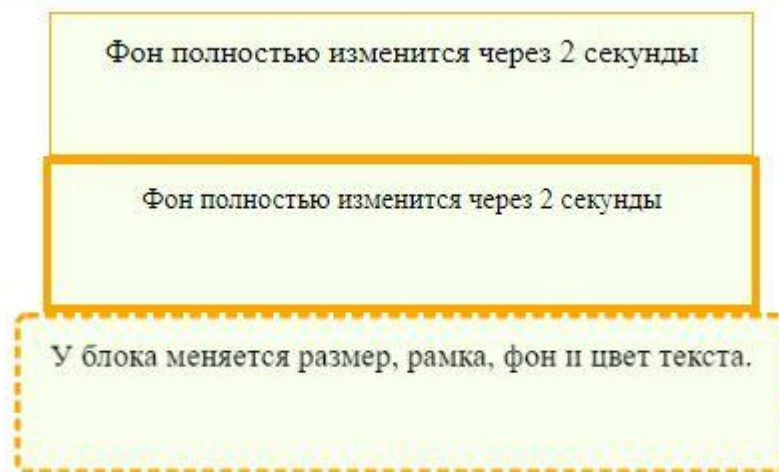 Фон полностью изменится через 2 секунды
Фон полностью изменится через 2 секунды
У блока меняется размер, рамка, фон и цвет текста.